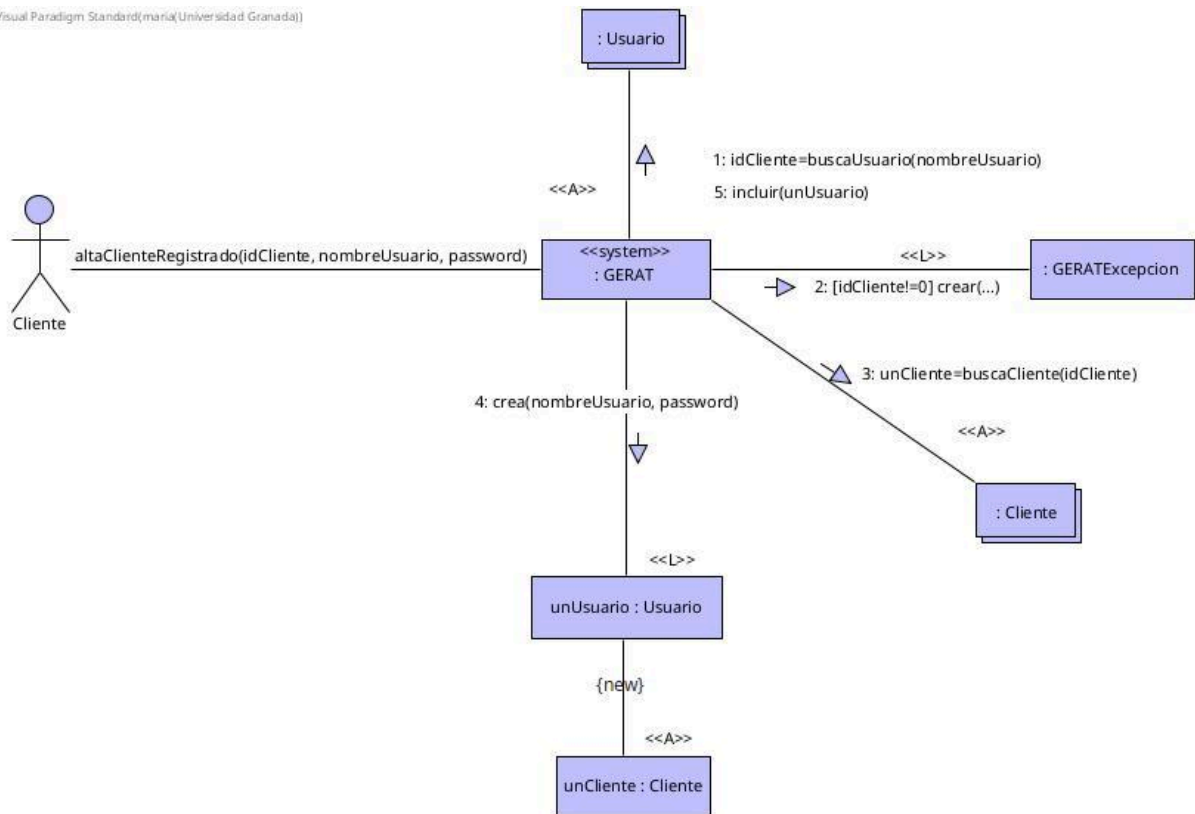 Visual Paradigm Standard(maria(Universidad Granada))
: Usuario
1: idCliente=buscaUsuario(nombreUsuario)
<<A>>
5: incluir(unUsuario)
altaClienteRegistrado(idCliente, nombreUsuario, password)
<<system>>
: GERAT
<<L>>
: GERATExcepcion
2: [idCliente!=0] crear(...)
Cliente
3: unCliente=buscaCliente(idCliente)
4: crea(nombreUsuario, password)
<<A>>
: Cliente
<<L>>
unUsuario : Usuario
{new}
<<A>>
unCliente : Cliente